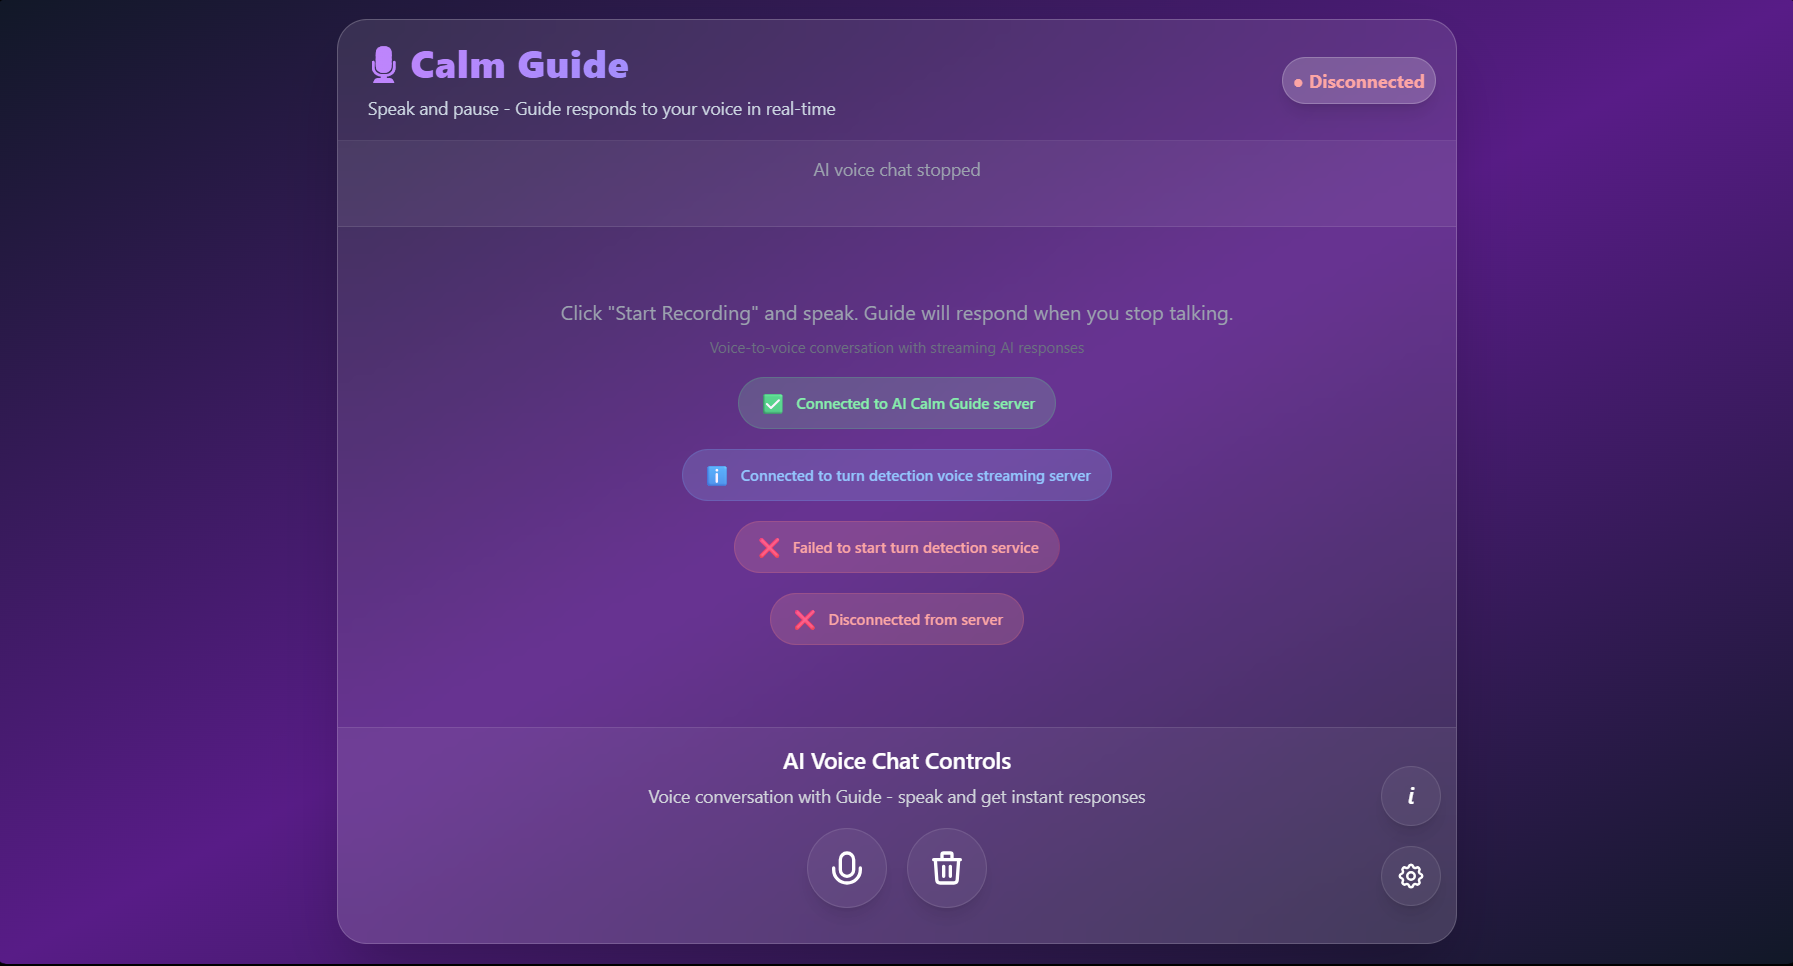 Calm Guide
Speak and pause - Guide responds to your voice in real-time
● Disconnected
AI voice chat stopped
Click "Start Recording" and speak. Guide will respond when you stop talking.
Voice-to-voice conversation with streaming AI responses
✅ Connected to AI Calm Guide server
ℹ️ Connected to turn detection voice streaming server
❌ Failed to start turn detection service
❌ Disconnected from server
AI Voice Chat Controls
Voice conversation with Guide - speak and get instant responses
i